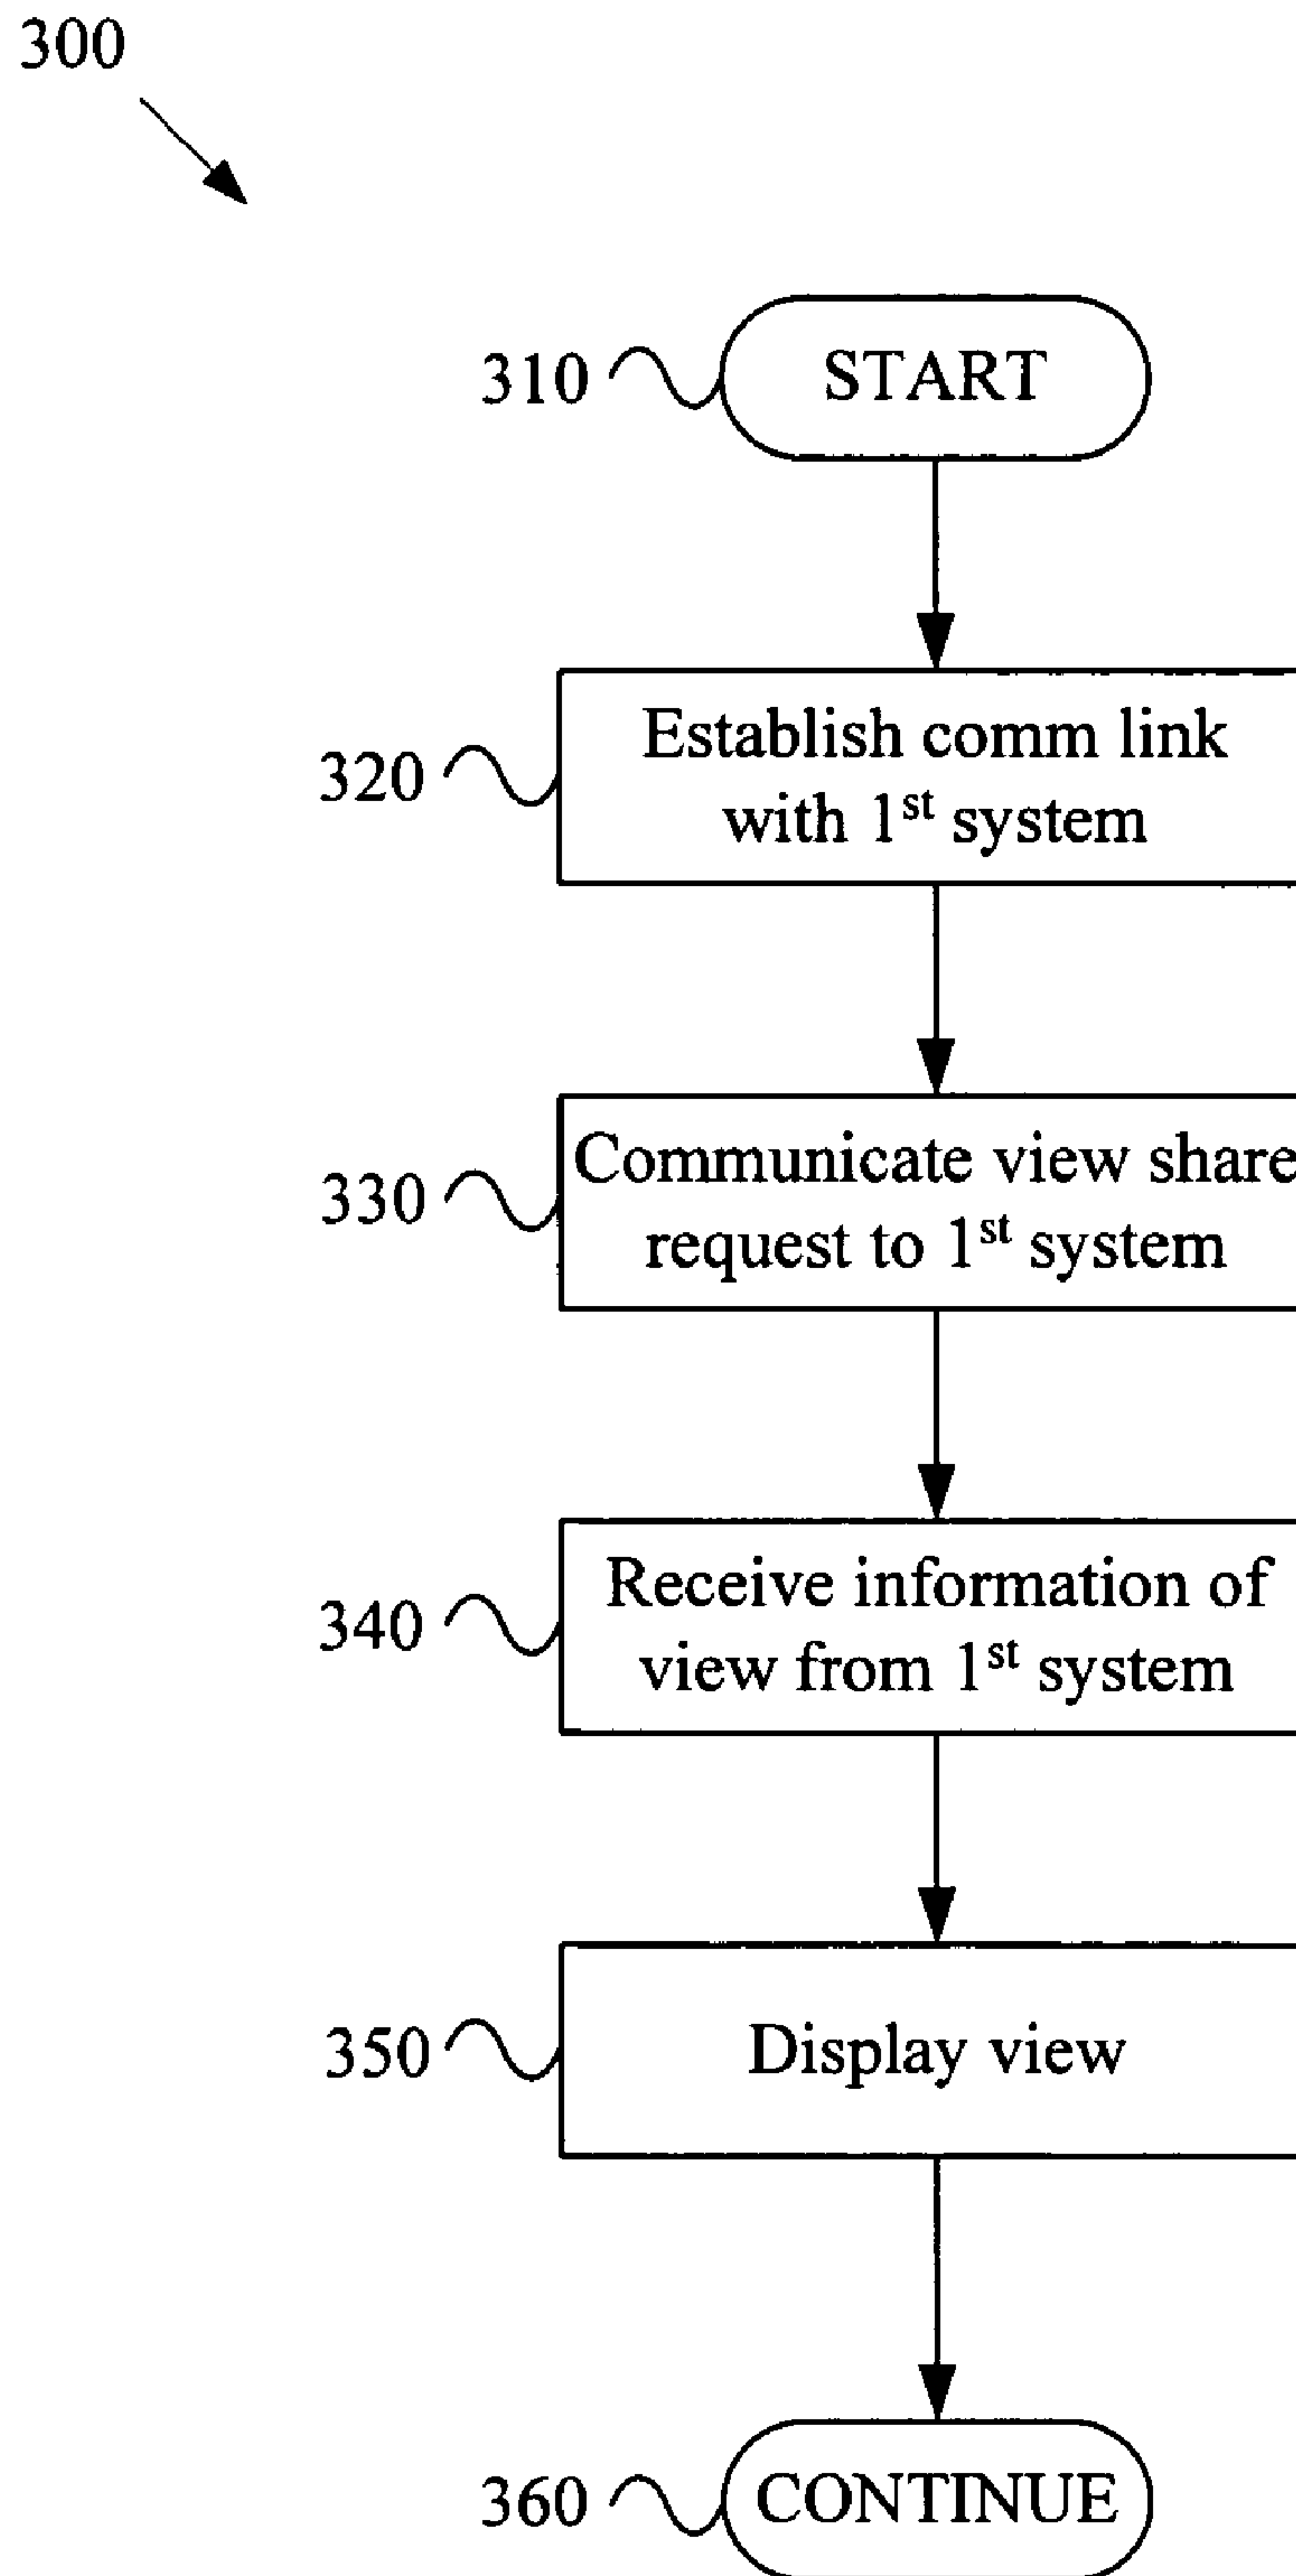 300
310
START
320
Establish comm link
with 1st system
330
Communicate view share
request to 1st system
340
Receive information of
view from 1st system
350
Display view
360
CONTINUE